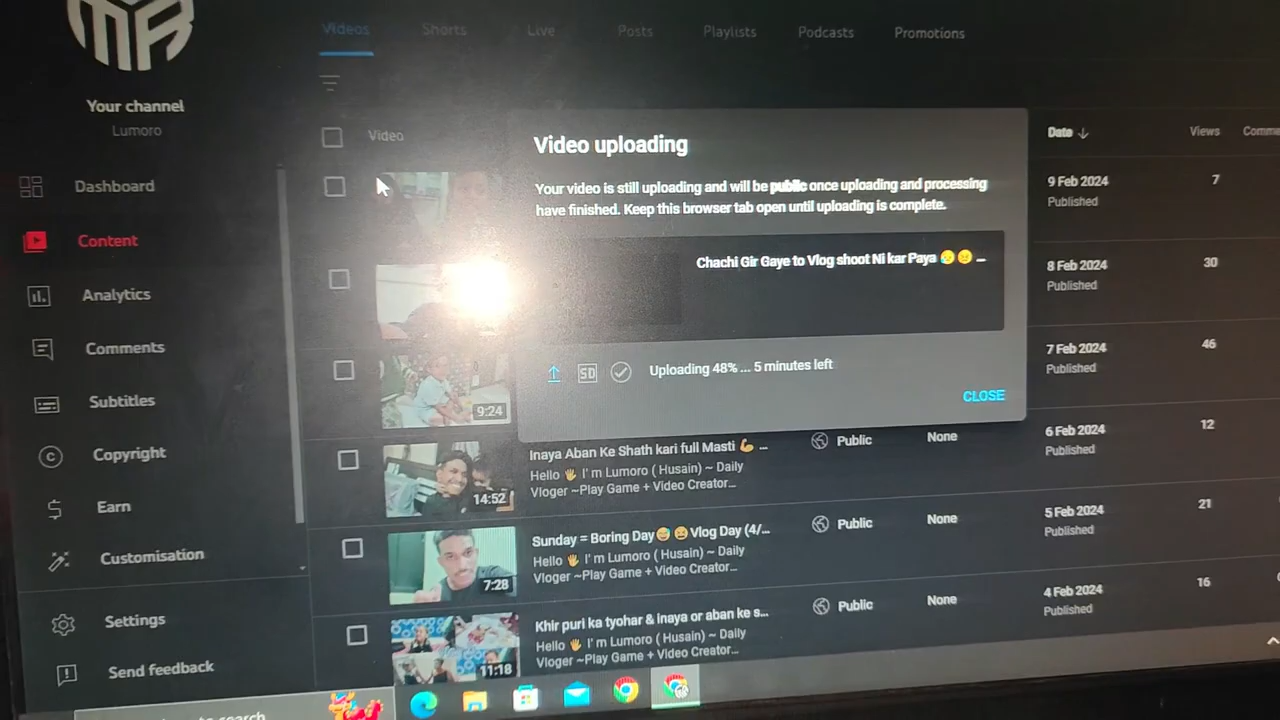 Videos
Shorts
Live
Posts
Playlists
Podcasts
Promotions
Your channel
Lumoro
Dashboard
Content
Analytics
Comments
Subtitles
Copyright
Earn
Customisation
Settings
Send feedback
Video
Date
Views
Video uploading
Your video is still uploading and will be public once uploading and processing
have finished. Keep this browser tab open until uploading is complete.
Chachi Gir Gaye to Vlog shoot Ni kar Paya 😥😥 ...
SD
Uploading 48% ... 5 minutes left
CLOSE
9 Feb 2024
Published
7
8 Feb 2024
Published
30
9:24
7 Feb 2024
Published
46
14:52
Inaya Aban Ke Shath kari full Masti 💪 ...
Hello 🖐 I' m Lumoro ( Husain) ~ Daily
Vloger ~Play Game + Video Creator...
Public
None
6 Feb 2024
Published
12
7:28
Sunday = Boring Day😅 😆 Vlog Day (4/...
Hello 🖐 I' m Lumoro ( Husain) ~ Daily
Vloger ~Play Game + Video Creator...
Public
None
5 Feb 2024
Published
21
11:18
Khir puri ka tyohar & Inaya or aban ke s...
Hello 🖐 I' m Lumoro ( Husain) ~ Daily
Vloger ~Play Game + Video Creator...
Public
None
4 Feb 2024
Published
16
to search